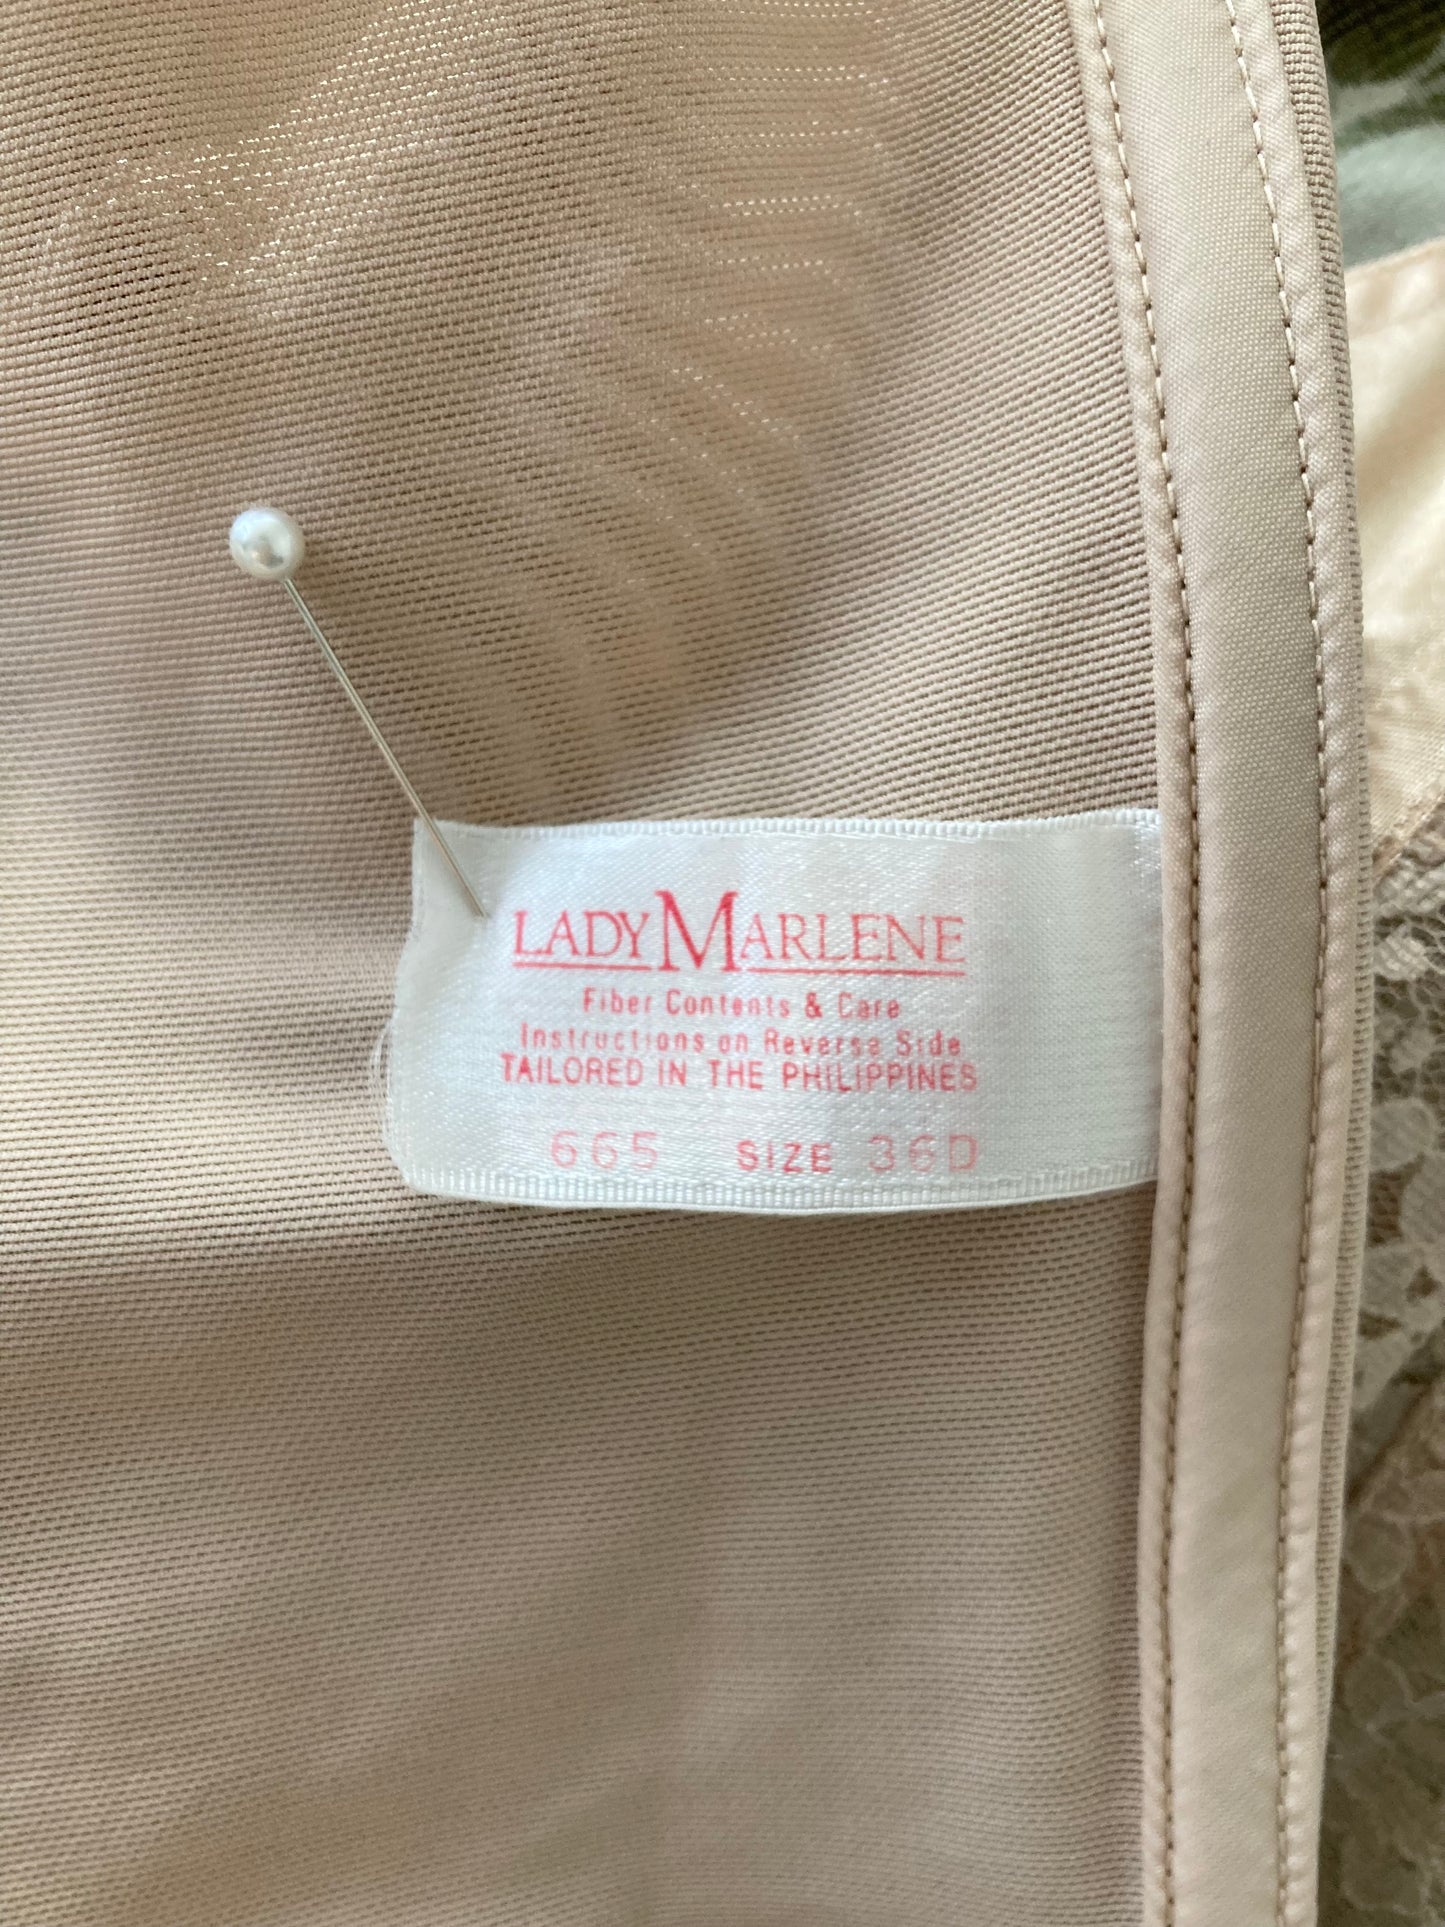 LADY MARLENE
Fiber Contents & Care
Instructions on Reverse Side
TAILORED IN THE PHILIPPINES
665 SIZE 36D